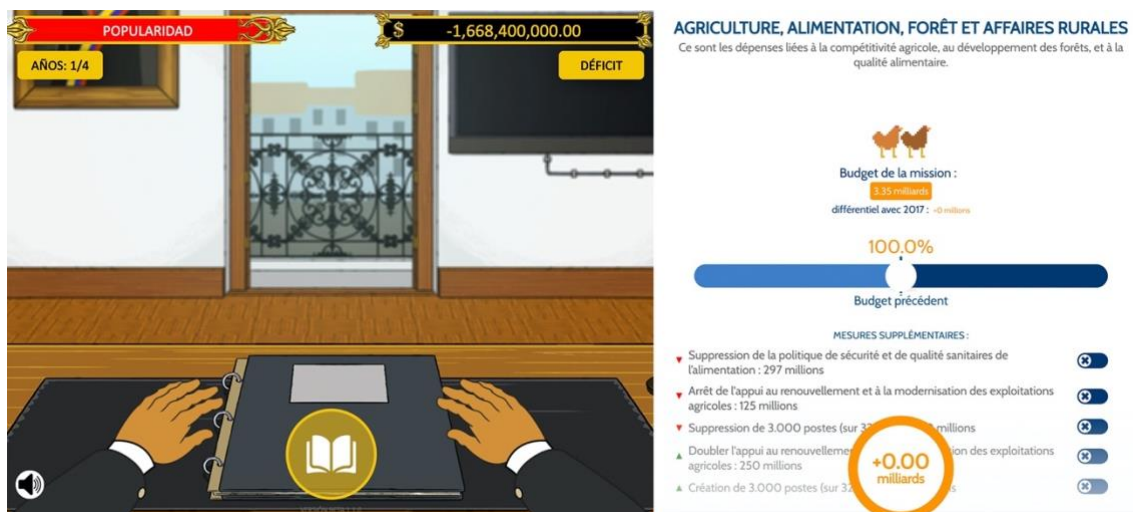 POPULARIDAD
$ -1,668,400,000.00
AÑOS: 1/4
DÉFICIT
AGRICULTURE, ALIMENTATION, FORÊT ET AFFAIRES RURALES
Ce sont les dépenses liées à la compétitivité agricole, au développement des forêts, et à la
qualité alimentaire.
Budget de la mission :
3.35 milliards
différentiel avec 2017 : +0 millions
100.0%
Budget précédent
MESURES SUPPLÉMENTAIRES :
Suppression de la politique de sécurité et de qualité sanitaires de
l'alimentation : 297 millions
Arrêt de l'appui au renouvellement et à la modernisation des exploitations
agricoles : 125 millions
Suppression de 3.000 postes (sur 32 millions
Doubler l'appui au renouvellement ion des exploitations
agricoles : 250 millions
Création de 3.000 postes (sur 32
+0.00
milliards